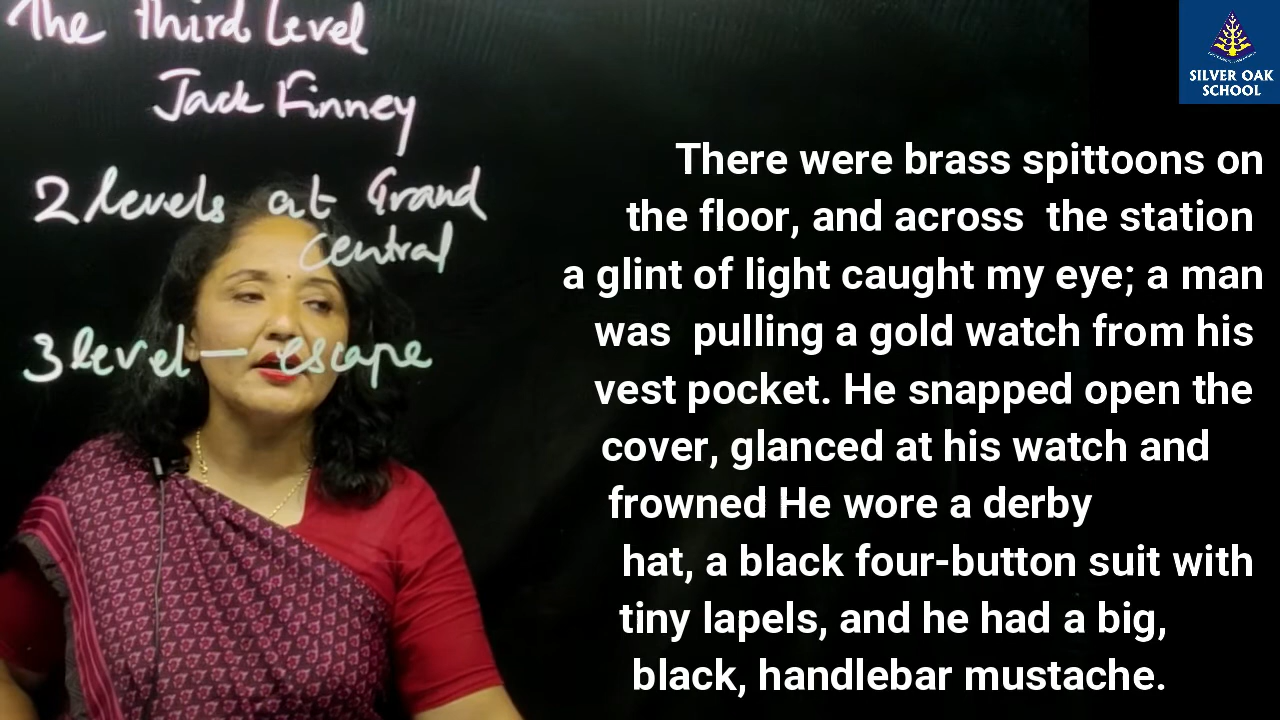 The third level
Jack Finney
2 levels at Grand
Central
3 level — escape
SILVER OAK
SCHOOL
There were brass spittoons on
the floor, and across the station
a glint of light caught my eye; a man
was pulling a gold watch from his
vest pocket. He snapped open the
cover, glanced at his watch and
frowned He wore a derby
hat, a black four-button suit with
tiny lapels, and he had a big,
black, handlebar mustache.